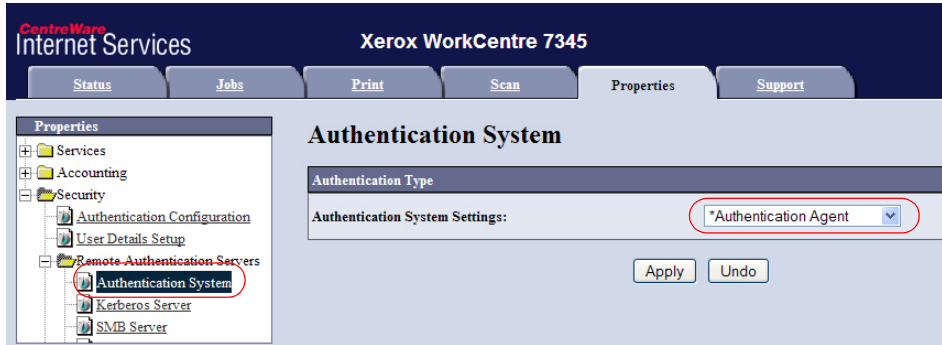 CentreWare
Internet Services
Xerox WorkCentre 7345
Status Jobs Print Scan Properties Support
Properties
Services
Accounting
Security
Authentication Configuration
User Details Setup
Remote Authentication Servers
Authentication System
Kerberos Server
SMB Server
Authentication System
Authentication Type
Authentication System Settings: *Authentication Agent
Apply Undo